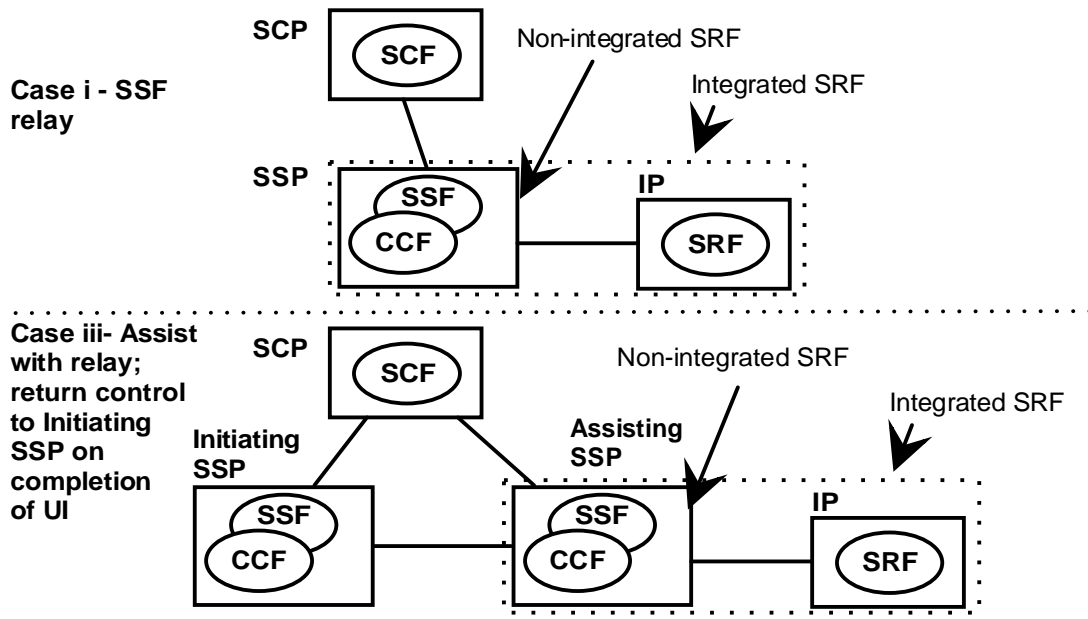 SCP
SCF
Non-integrated SRF
Integrated SRF
Case i - SSF
relay
SSP
SSF
CCF
IP
SRF
Case iii- Assist
with relay;
return control
to Initiating
SSP on
completion
of UI
SCP
SCF
Non-integrated SRF
Integrated SRF
Initiating
SSP
Assisting
SSP
SSF
CCF
SSF
CCF
IP
SRF